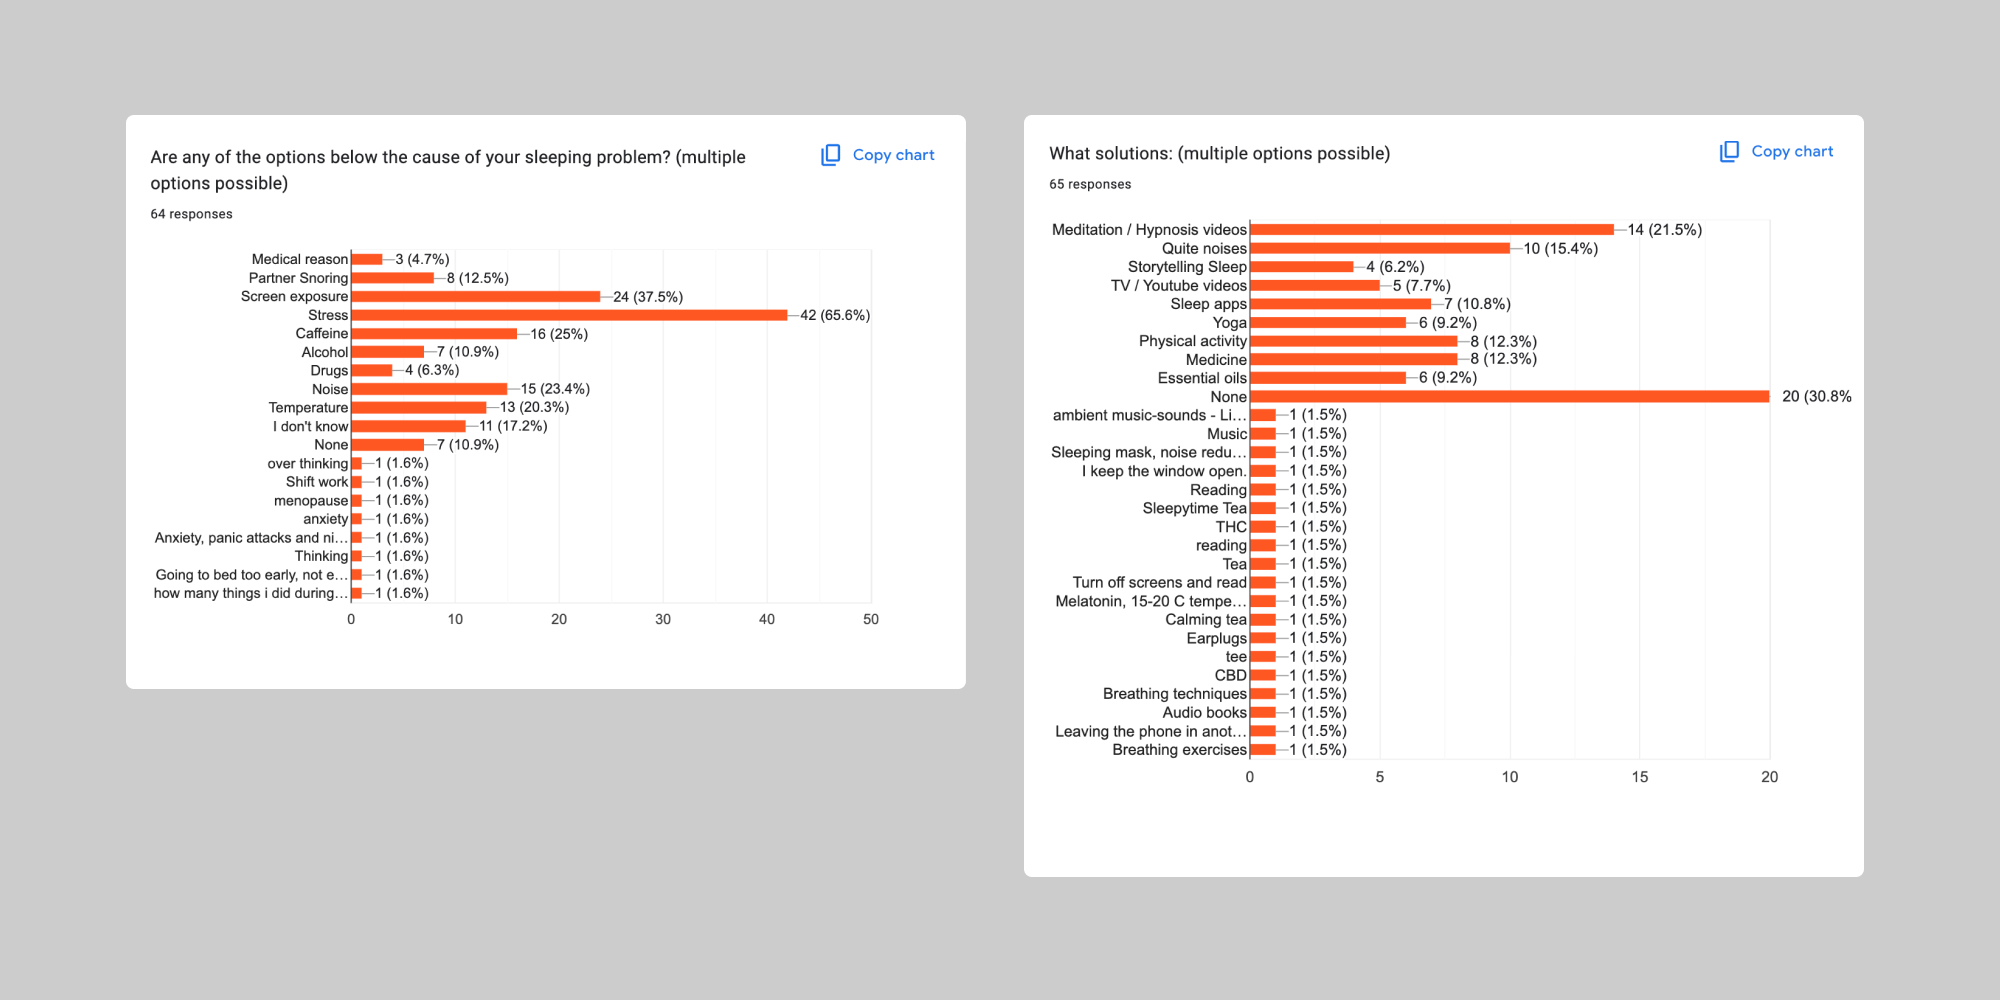 Are any of the options below the cause of your sleeping problem? (multiple
options possible)
Copy chart
64 responses
Medical reason 3 (4.7%)
Partner Snoring 8 (12.5%)
Screen exposure 24 (37.5%)
Stress 42 (65.6%)
Caffeine 16 (25%)
Alcohol 7 (10.9%)
Drugs 4 (6.3%)
Noise 15 (23.4%)
Temperature 13 (20.3%)
I don't know 11 (17.2%)
None 7 (10.9%)
over thinking 1 (1.6%)
Shift work 1 (1.6%)
menopause 1 (1.6%)
anxiety 1 (1.6%)
Anxiety, panic attacks and ni... 1 (1.6%)
Thinking 1 (1.6%)
Going to bed too early, not e... 1 (1.6%)
how many things i did during... 1 (1.6%)
0 10 20 30 40 50
What solutions: (multiple options possible)
Copy chart
65 responses
Meditation / Hypnosis videos 14 (21.5%)
Quite noises 10 (15.4%)
Storytelling Sleep 4 (6.2%)
TV / Youtube videos 5 (7.7%)
Sleep apps 7 (10.8%)
Yoga 6 (9.2%)
Physical activity 8 (12.3%)
Medicine 8 (12.3%)
Essential oils 6 (9.2%)
None 20 (30.8%
ambient music-sounds - Li... 1 (1.5%)
Music 1 (1.5%)
Sleeping mask, noise redu... 1 (1.5%)
I keep the window open. 1 (1.5%)
Reading 1 (1.5%)
Sleepytime Tea 1 (1.5%)
THC 1 (1.5%)
reading 1 (1.5%)
Tea 1 (1.5%)
Turn off screens and read 1 (1.5%)
Melatonin, 15-20 C tempe... 1 (1.5%)
Calming tea 1 (1.5%)
Earplugs 1 (1.5%)
tee 1 (1.5%)
CBD 1 (1.5%)
Breathing techniques 1 (1.5%)
Audio books 1 (1.5%)
Leaving the phone in anot... 1 (1.5%)
Breathing exercises 1 (1.5%)
0 5 10 15 20